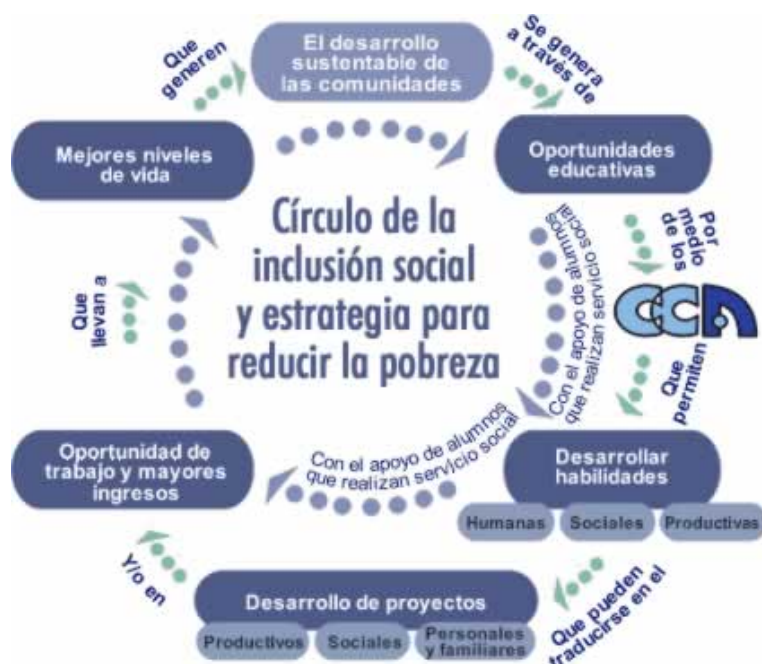 El desarrollo
sustentable de
las comunidades
Se genera
a través de
Oportunidades
educativas
Por
medio
de los
CCA
Que
permiten
Con el apoyo de alumnos
que realizan servicio social
Desarrollar
habilidades
Humanas
Sociales
Productivas
Que pueden
traducirse en el
Desarrollo de proyectos
Productivos
Sociales
Personales
y familiares
Y/o en
Con el apoyo de alumnos
que realizan servicio social
Oportunidad de
trabajo y mayores
ingresos
Que
llevan a
Mejores niveles
de vida
Que
generen
Círculo de la
inclusión social
y estrategia para
reducir la pobreza